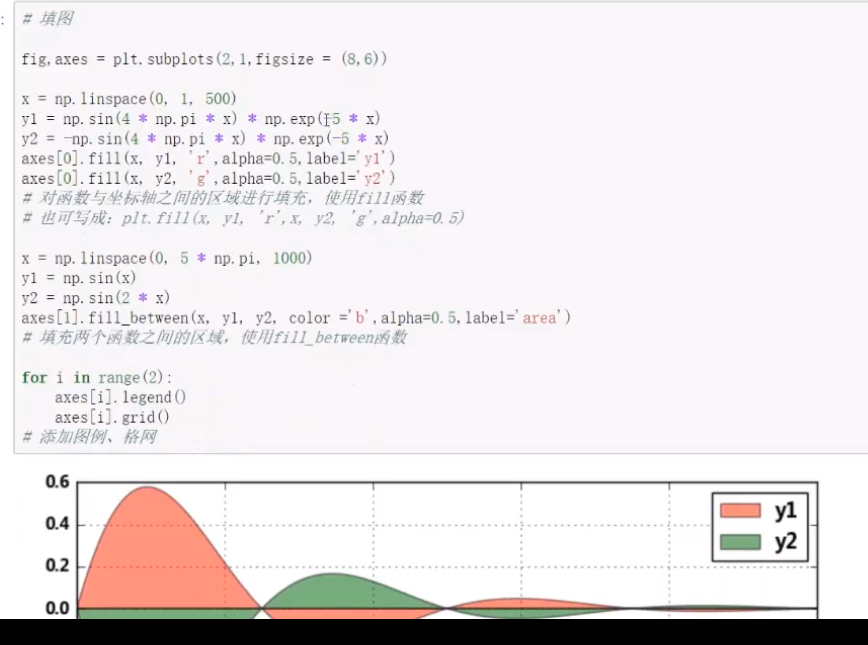 :
# 填图
fig,axes = plt.subplots(2,1,figsize = (8,6))
x = np.linspace(0, 1, 500)
y1 = np.sin(4 * np.pi * x) * np.exp(-5 * x)
y2 = -np.sin(4 * np.pi * x) * np.exp(-5 * x)
axes[0].fill(x, y1, 'r',alpha=0.5,label='y1')
axes[0].fill(x, y2, 'g',alpha=0.5,label='y2')
# 对函数与坐标轴之间的区域进行填充，使用fill函数
# 也可写成：plt.fill(x, y1, 'r',x, y2, 'g',alpha=0.5)
x = np.linspace(0, 5 * np.pi, 1000)
y1 = np.sin(x)
y2 = np.sin(2 * x)
axes[1].fill_between(x, y1, y2, color ='b',alpha=0.5,label='area')
# 填充两个函数之间的区域，使用fill_between函数
for i in range(2):
    axes[i].legend()
    axes[i].grid()
# 添加图例、格网
0.6
0.4
0.2
0.0
y1
y2